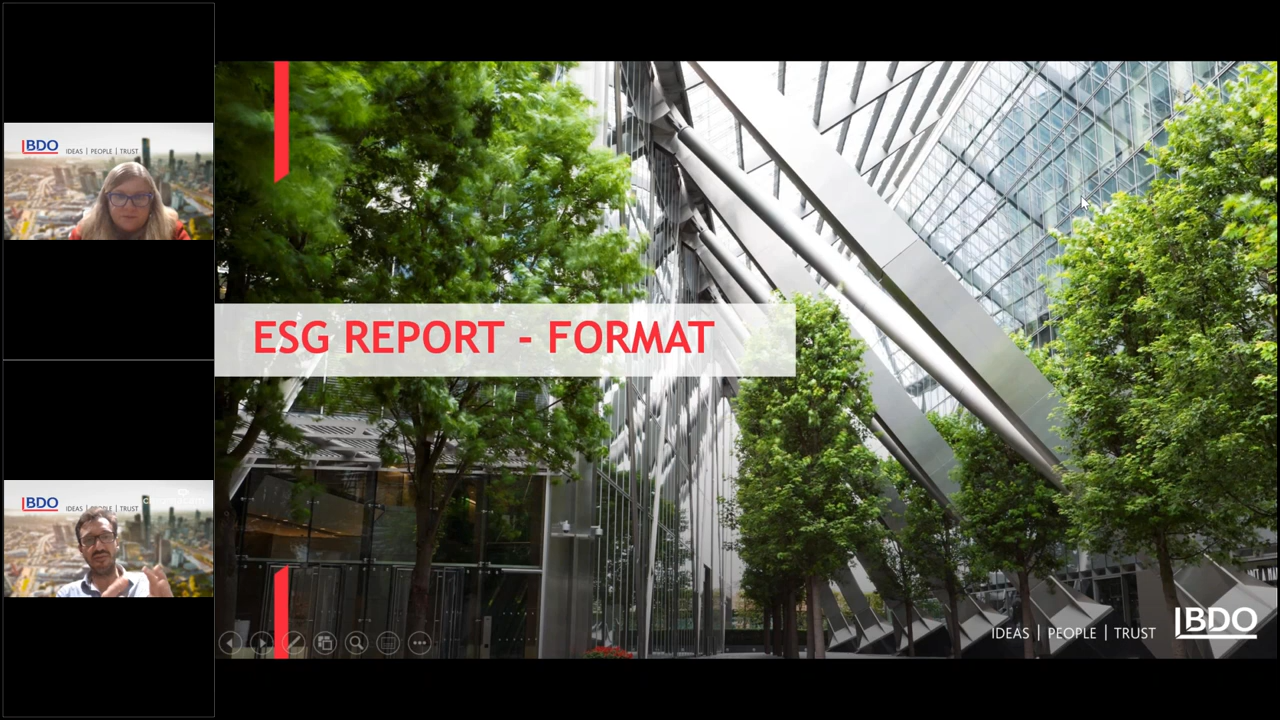 BDO
IDEAS | PEOPLE | TRUST
ESG REPORT - FORMAT
BDO
IDEAS | PEOPLE | TRUST
IDEAS | PEOPLE | TRUST
BDO